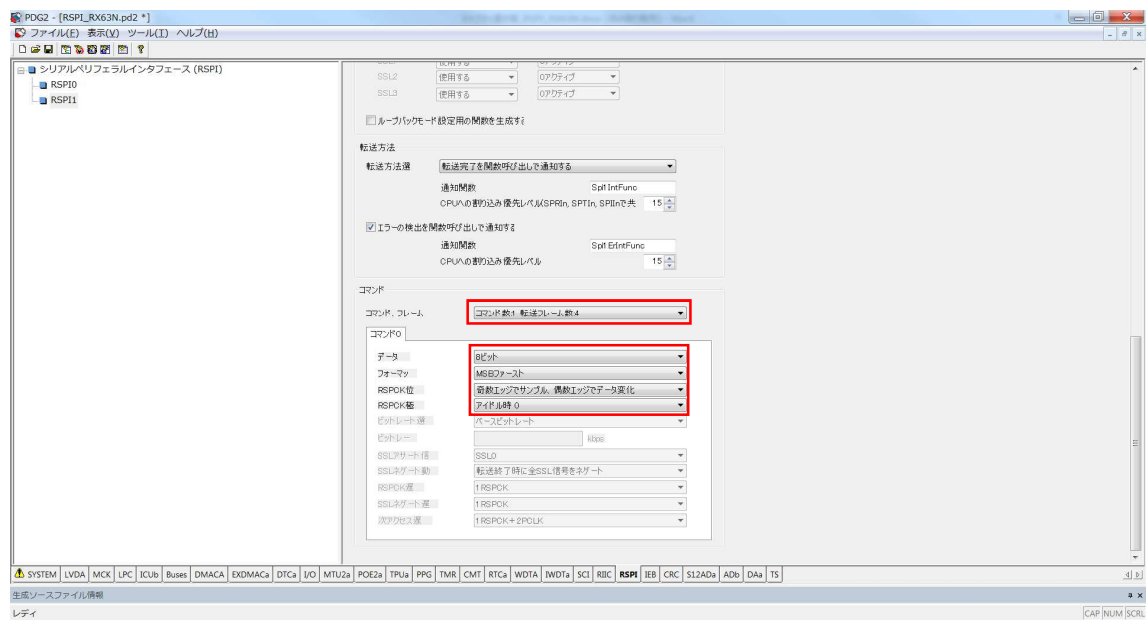 PDG2 - [RSPI_RX63N.pd2 *]
ファイル(F) 表示(V) ツール(T) ヘルプ(H)
シリアルペリフェラルインタフェース (RSPI)
RSPI0
RSPI1
SSL2 使用する 0アクティブ
SSL3 使用する 0アクティブ
ループバックモード設定用の関数を生成する
転送方法
転送方法選 転送完了を関数呼び出しで通知する
通知関数 Spi1IntFunc
CPUへの割り込み優先レベル(SPRIn, SPTIn, SPIInで共 15
エラーの検出を関数呼び出しで通知する
通知関数 Spi1ErIntFunc
CPUへの割り込み優先レベル 15
コマンド
コマンド、フレーム コマンド数:1 転送フレーム数:4
コマンド0
データ 8ビット
フォーマッ MSBファースト
RSPCK位 奇数エッジでサンプル、偶数エッジでデータ変化
RSPCK極 アイドル時 0
ビットレート選 ベースビットレート
ビットレー kbps
SSLアサート信 SSL0
SSLネゲート動 転送終了時に全SSL信号をネゲート
RSPCK遅 1RSPCK
SSLネゲート遅 1RSPCK
次アクセス遅 1RSPCK+2PCLK
SYSTEM LVDA MCK LPC ICUb Buses DMACA EXDMACa DTCa I/O MTU2a POE2a TPUa PPG TMR CMT RTCa WDTA IWDTa SCI RIIC RSPI IEB CRC S12ADa ADb DAa TS
生成ソースファイル情報
レディ CAP NUM SCRL